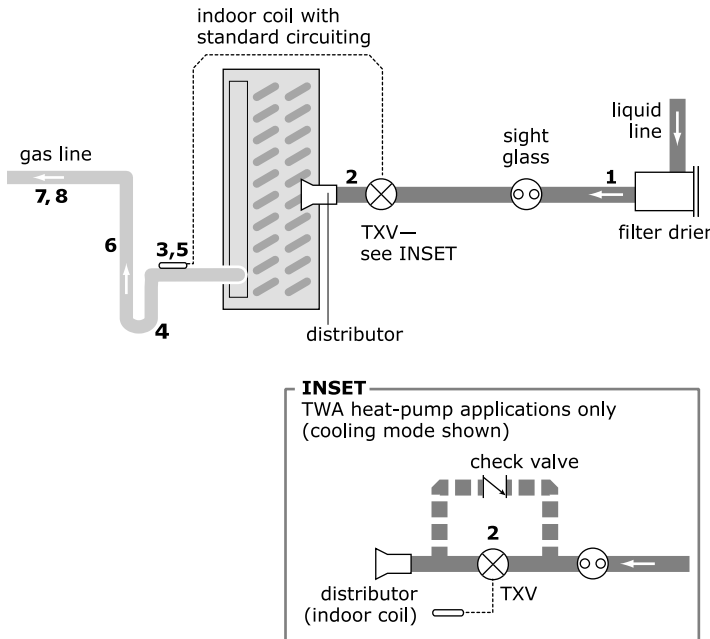 indoor coil with
standard circuiting
liquid
line
sight
glass
gas line
2
1
7, 8
TXV—
see INSET
filter drier
6
3,5
4
distributor
INSET
TWA heat-pump applications only
(cooling mode shown)
check valve
2
distributor
(indoor coil)
TXV